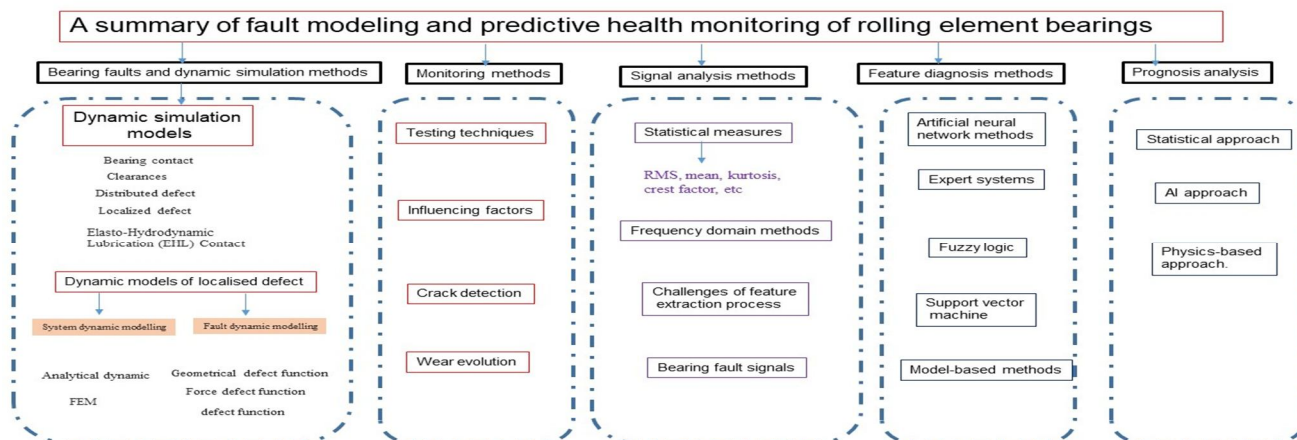 A summary of fault modeling and predictive health monitoring of rolling element bearings
Bearing faults and dynamic simulation methods
Dynamic simulation
models
Bearing contact
Clearances
Distributed defect
Localized defect
Elasto-Hydrodynamic
Lubrication (EHL) Contact
Dynamic models of localised defect
System dynamic modelling
Fault dynamic modelling
Analytical dynamic
FEM
Geometrical defect function
Force defect function
defect function
Monitoring methods
Testing techniques
Influencing factors
Crack detection
Wear evolution
Signal analysis methods
Statistical measures
RMS, mean, kurtosis,
crest factor, etc
Frequency domain methods
Challenges of feature
extraction process
Bearing fault signals
Feature diagnosis methods
Artificial neural
network methods
Expert systems
Fuzzy logic
Support vector
machine
Model-based methods
Prognosis analysis
Statistical approach
AI approach
Physics-based
approach.